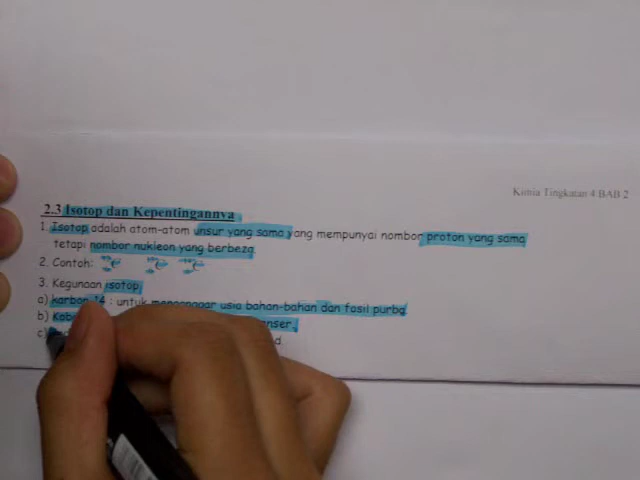 Kimia Tingkatan 4 BAB 2
2.3 Isotop dan Kepentingannya
1. Isotop adalah atom-atom unsur yang sama yang mempunyai nombor proton yang sama
tetapi nombor nukleon yang berbeza.
2. Contoh:
3. Kegunaan isotop
a) karbon 14 : untuk menganggar usia bahan-bahan dan fosil purba.
b)
c)